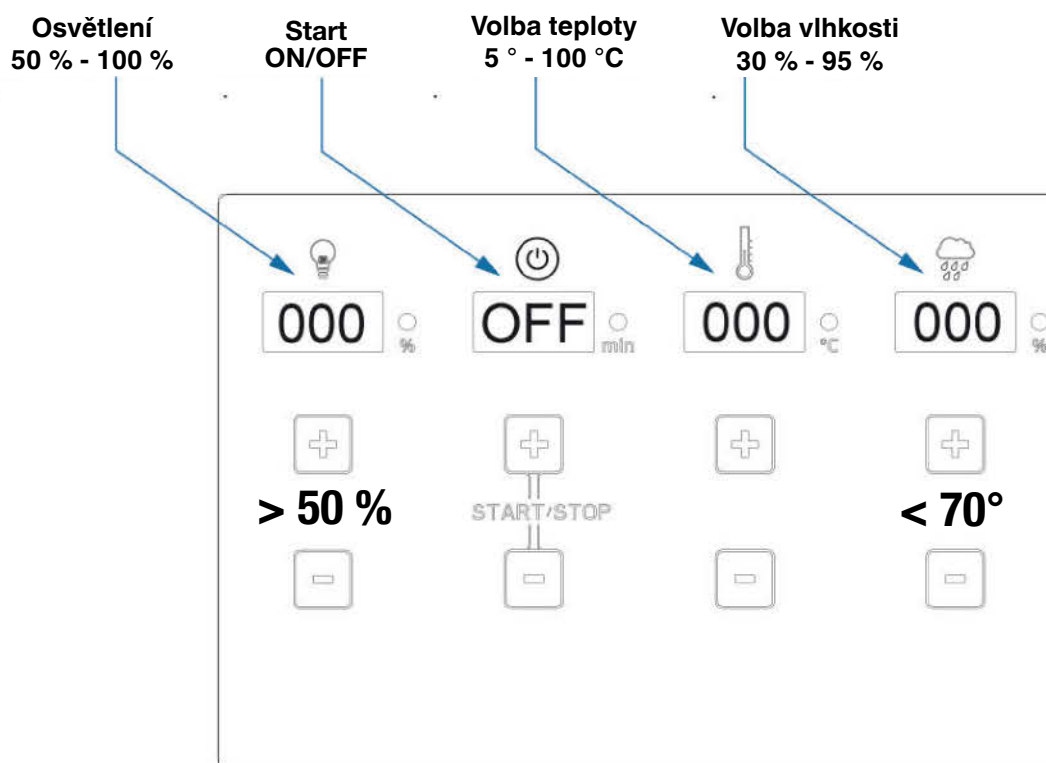 Osvětlení
50 % - 100 %
Start
ON/OFF
Volba teploty
5 ° - 100 °C
Volba vlhkosti
30 % - 95 %
000 %
OFF min
000 °C
000 %
> 50 %
START/STOP
< 70°